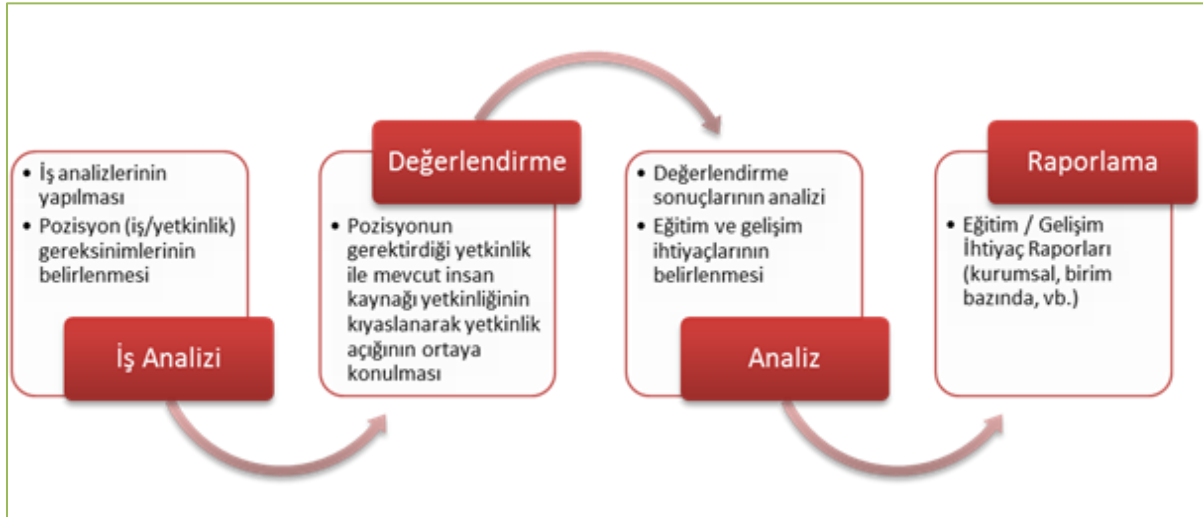 • İş analizlerinin
yapılması
• Pozisyon (iş/yetkinlik)
gereksinimlerinin
belirlenmesi
İş Analizi
Değerlendirme
• Pozisyonun
gerektirdiği yetkinlik
ile mevcut insan
kaynağı yetkinliğinin
kıyaslanarak yetkinlik
açığının ortaya
konulması
• Değerlendirme
sonuçlarının analizi
• Eğitim ve gelişim
ihtiyaçlarının
belirlenmesi
Analiz
Raporlama
• Eğitim / Gelişim
İhtiyaç Raporları
(kurumsal, birim
bazında, vb.)